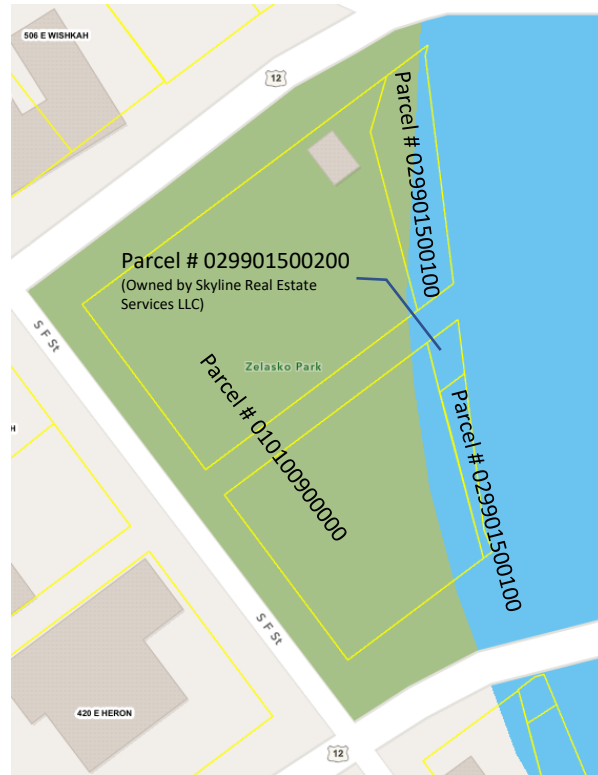 506 E WISHKAH
12
Parcel # 029901500100
Parcel # 029901500200
(Owned by Skyline Real Estate
Services LLC)
S F St
Zelasko Park
Parcel # 010100900000
H
Parcel # 029901500100
S F St
420 E HERON
12